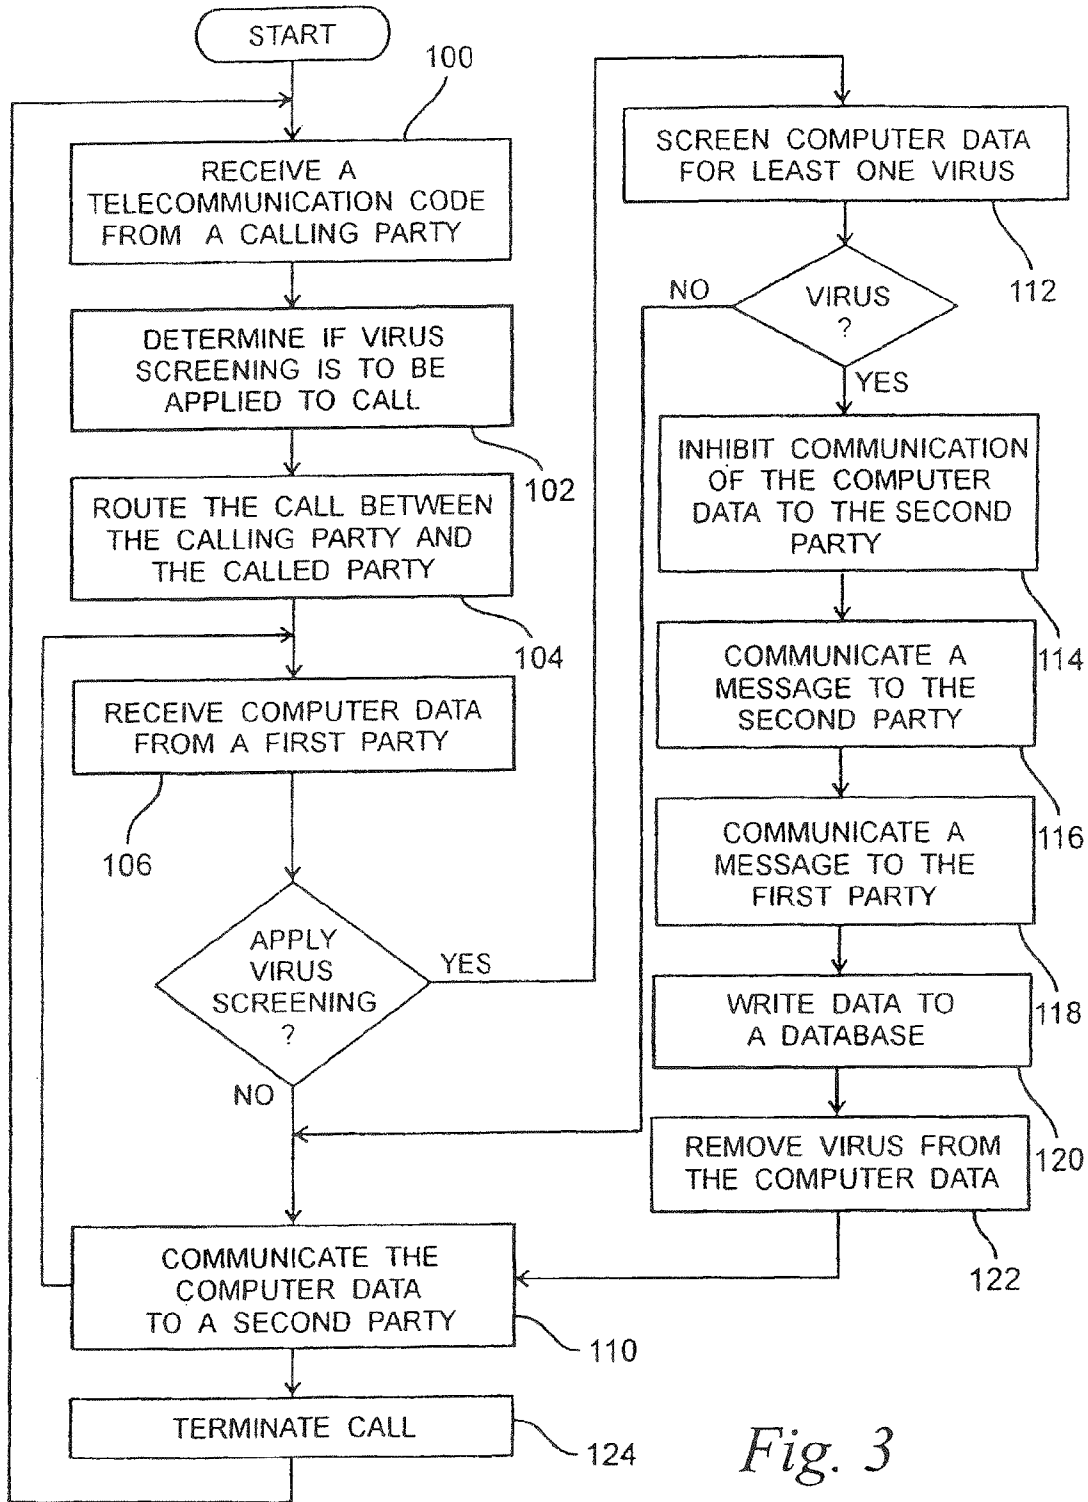 START
100
RECEIVE A
TELECOMMUNICATION CODE
FROM A CALLING PARTY
DETERMINE IF VIRUS
SCREENING IS TO BE
APPLIED TO CALL
102
ROUTE THE CALL BETWEEN
THE CALLING PARTY AND
THE CALLED PARTY
104
RECEIVE COMPUTER DATA
FROM A FIRST PARTY
106
APPLY
VIRUS
SCREENING
?
YES
NO
COMMUNICATE THE
COMPUTER DATA
TO A SECOND PARTY
110
TERMINATE CALL
124
SCREEN COMPUTER DATA
FOR LEAST ONE VIRUS
112
VIRUS
?
NO
YES
INHIBIT COMMUNICATION
OF THE COMPUTER
DATA TO THE SECOND
PARTY
114
COMMUNICATE A
MESSAGE TO THE
SECOND PARTY
116
COMMUNICATE A
MESSAGE TO THE
FIRST PARTY
118
WRITE DATA TO
A DATABASE
120
REMOVE VIRUS FROM
THE COMPUTER DATA
122
Fig. 3